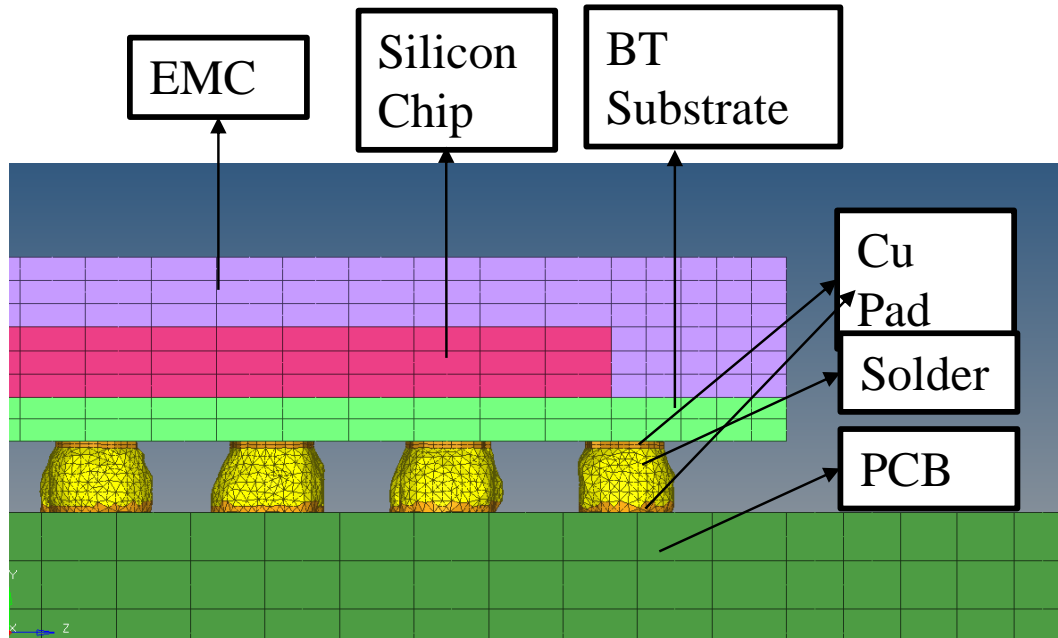 EMC
Silicon
Chip
BT
Substrate
Cu
Pad
Solder
PCB
Y
X
Z